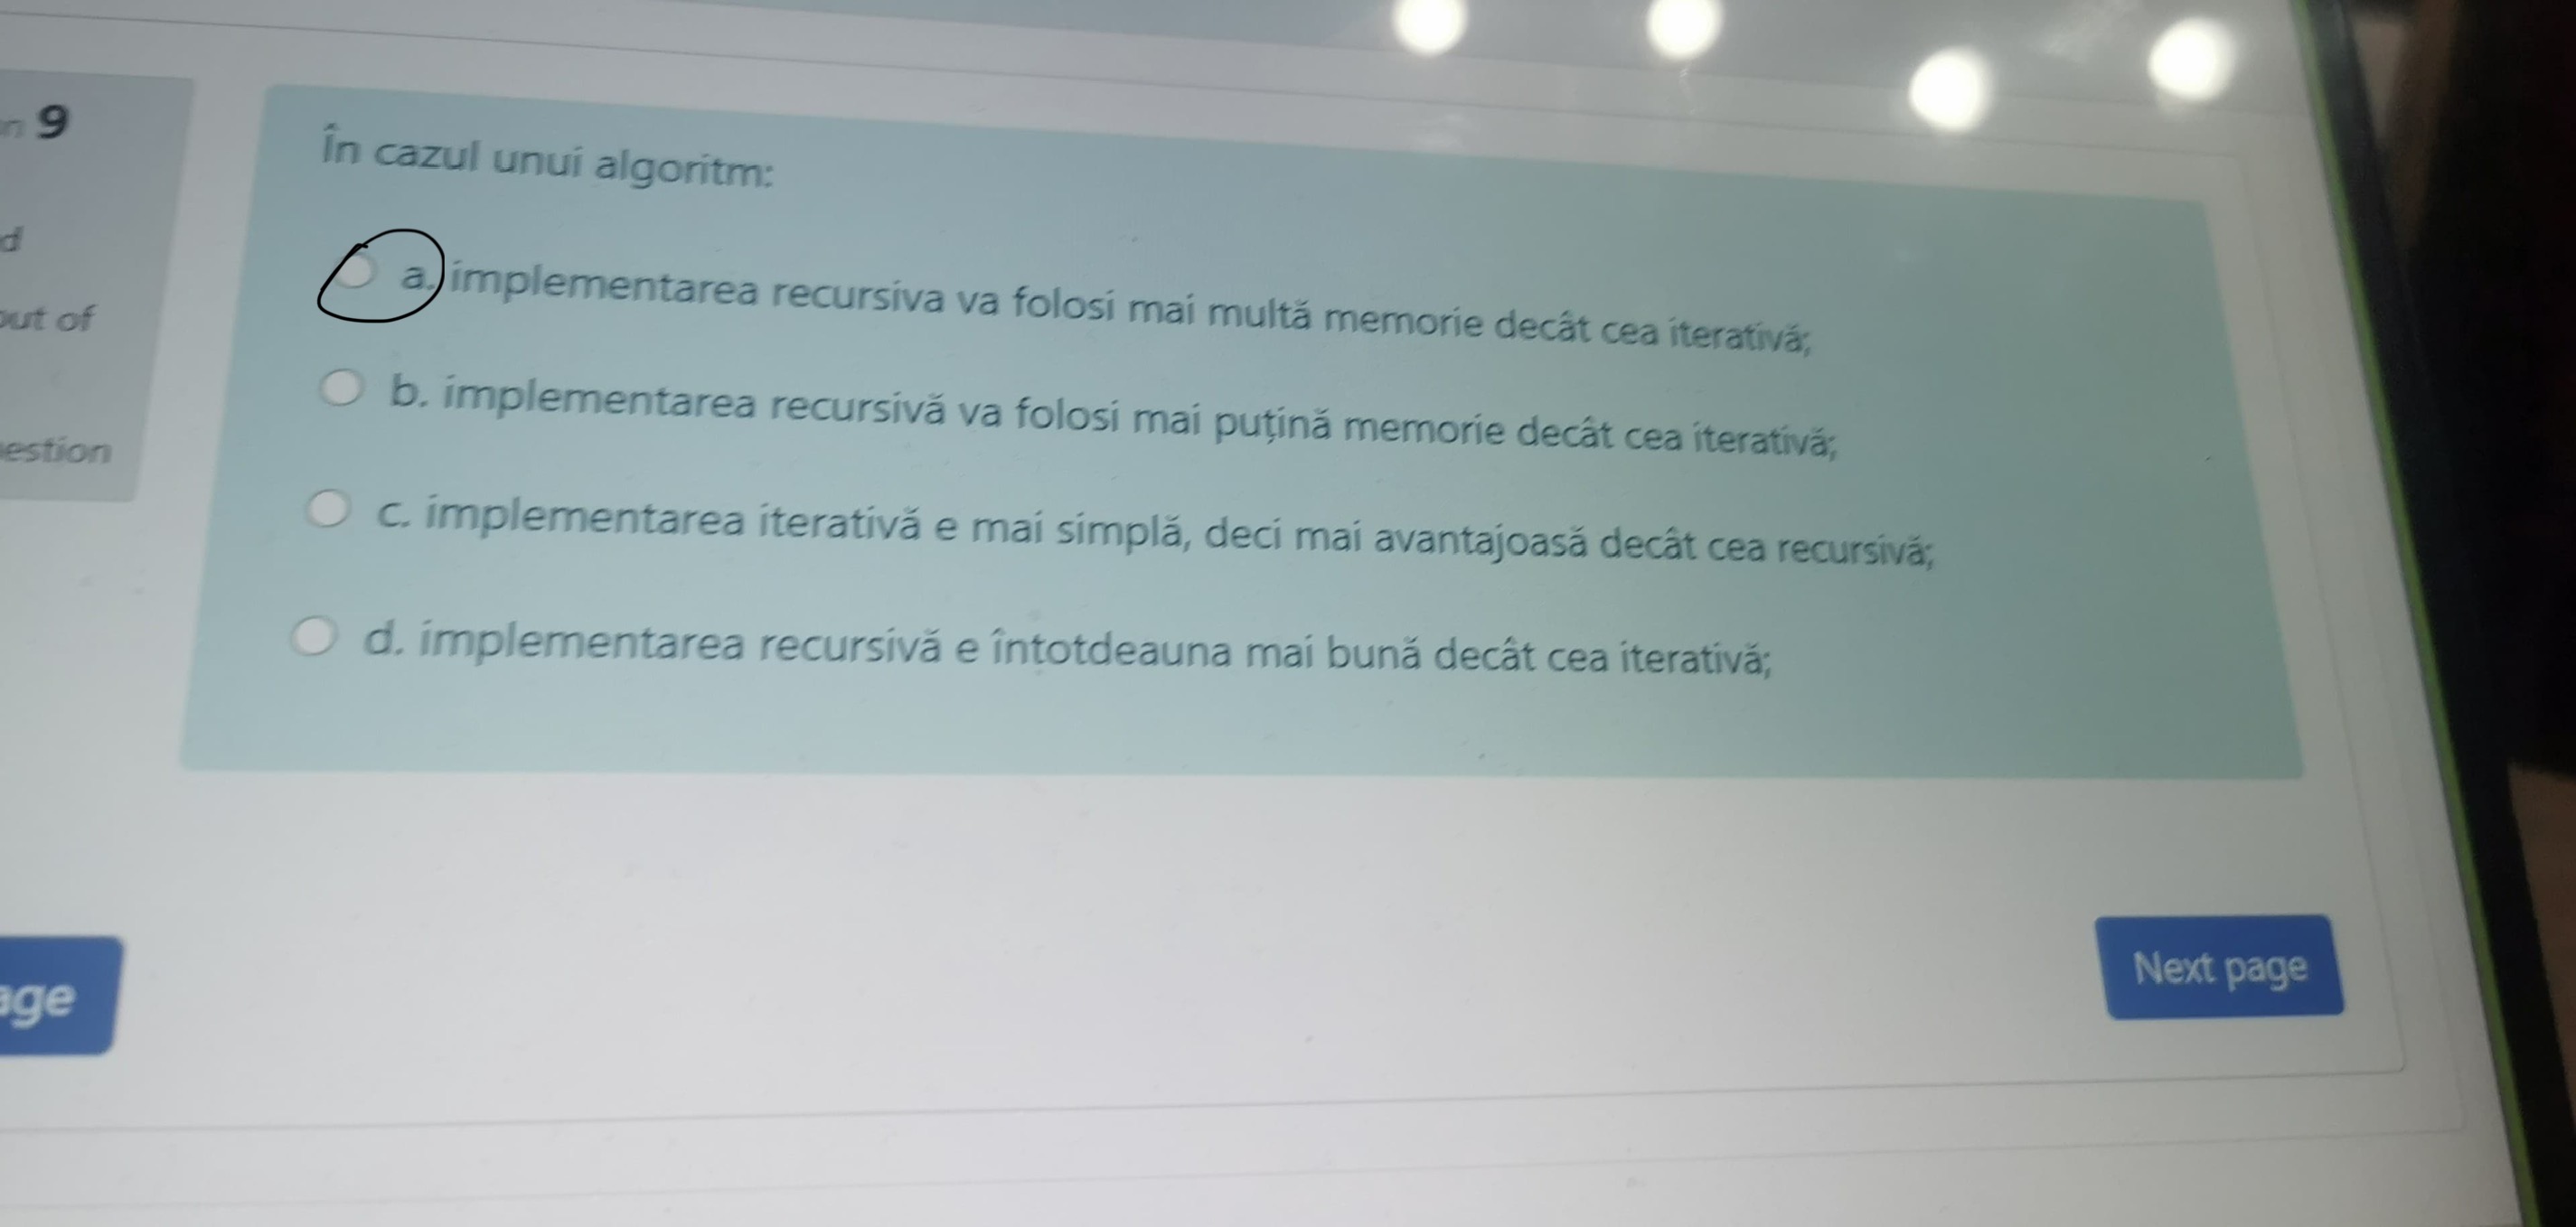 9
În cazul unui algoritm:
a. implementarea recursiva va folosi mai multă memorie decât cea iterativă;
b. implementarea recursivă va folosi mai puțină memorie decât cea iterativă;
out of
c. implementarea iterativă e mai simplă, deci mai avantajoasă decât cea recursivă;
estion
d. implementarea recursivă e întotdeauna mai bună decât cea iterativă;
age
Next page